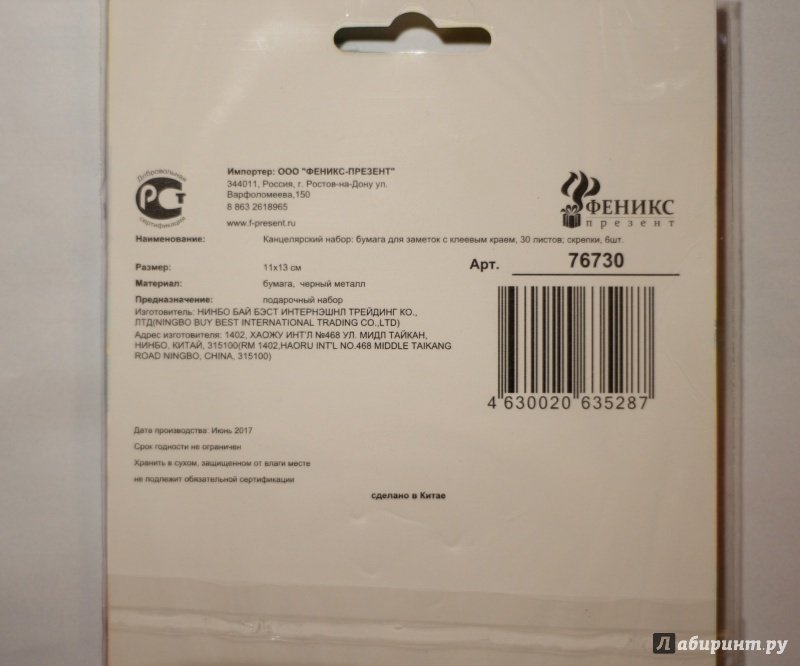 Добровольная
РСТ
сертификация
Импортер: ООО "ФЕНИКС-ПРЕЗЕНТ"
344011, Россия, г. Ростов-на-Дону ул.
Варфоломеева,150
8 863 2618965
www.f-present.ru
ФЕНИКС
презент
Наименование: Канцелярский набор: бумага для заметок с клеевым краем, 30 листов; скрепки, 6шт.
Размер: 11х13 см
Арт. 76730
Материал: бумага, черный металл
Предназначение: подарочный набор
Изготовитель: НИНБО БАЙ БЭСТ ИНТЕРНЭШНЛ ТРЕЙДИНГ КО.,
ЛТД(NINGBO BUY BEST INTERNATIONAL TRADING CO.,LTD)
Адрес изготовителя: 1402, ХАОЖУ ИНТ'Л №468 УЛ. МИДЛ ТАЙКАН,
НИНБО, КИТАЙ, 315100(RM 1402,HAORU INT'L NO.468 MIDDLE TAIKANG
ROAD NINGBO, CHINA, 315100)
4 630020 635287
Дата производства: Июнь 2017
Срок годности не ограничен
Хранить в сухом, защищенном от влаги месте
не подлежит обязательной сертификации
сделано в Китае
Лабиринт.ру